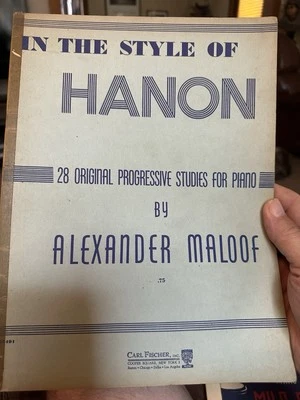 IN THE STYLE OF
HANON
28 ORIGINAL PROGRESSIVE STUDIES FOR PIANO
BY
ALEXANDER MALOOF
.75
CARL FISCHER, INC.
COOPER SQUARE, NEW YORK 3
Boston • Chicago • Dallas • Los Angeles